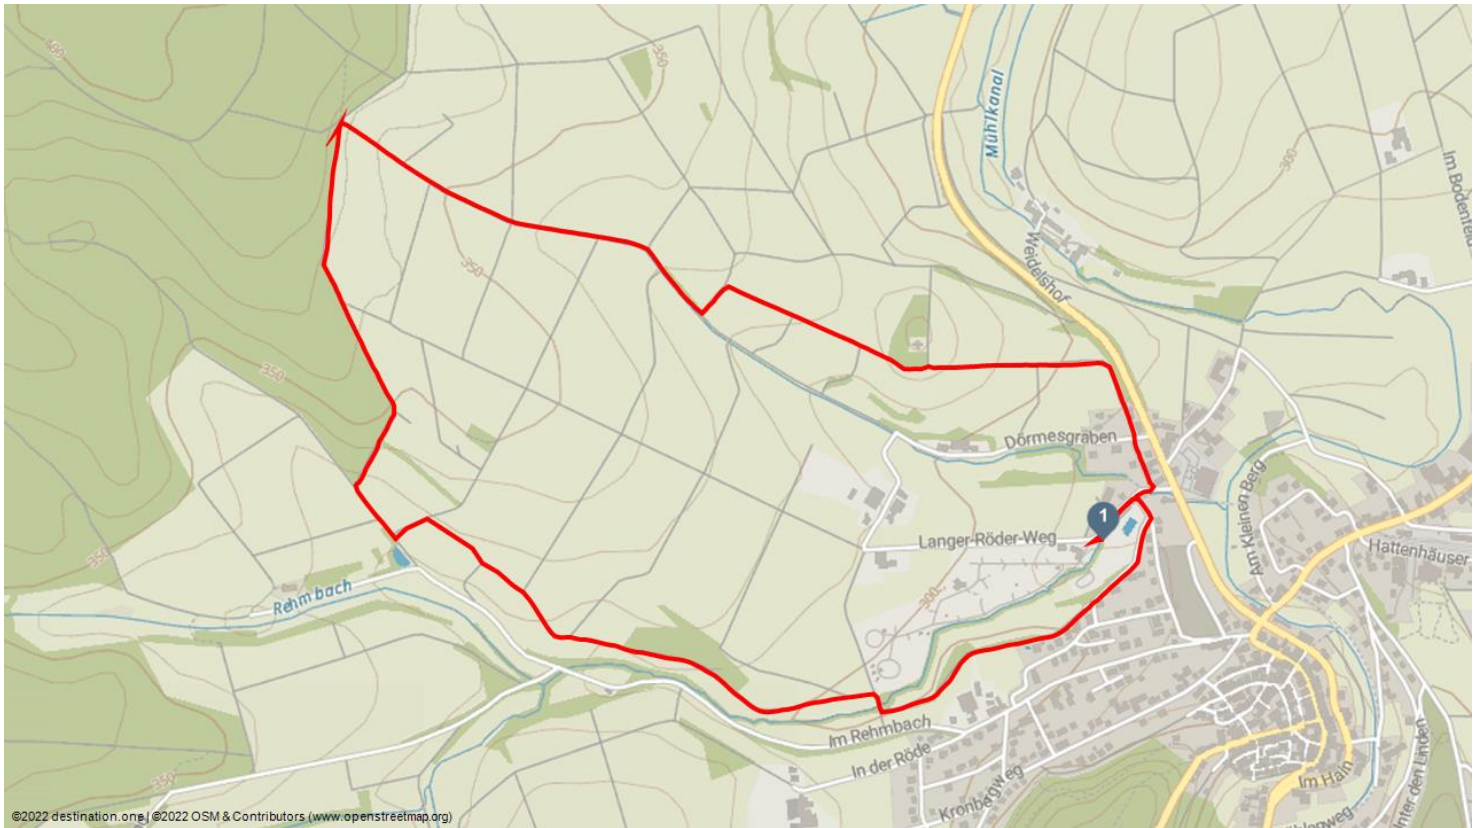 400
350
Mühlkanal
300
Im Bodenfeld
Weidelshof
350
350
Dörmesgraben
Am Kleinen Berg
1
Langer-Röder-Weg
Hattenhäuser
350
Rehmbach
300
Im Rehmbach
In der Röde
350
Kronbergweg
Im Hain
nter den Linden
hlenweg
©2022 destination.one | ©2022 OSM & Contributors (www.openstreetmap.org)